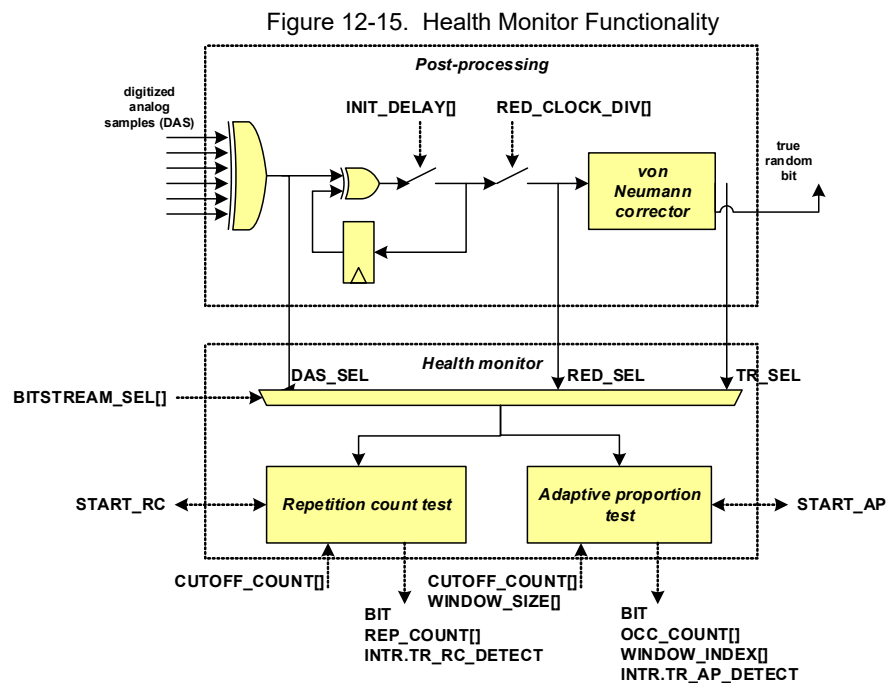 Figure 12-15. Health Monitor Functionality
Post-processing
digitized
analog
samples (DAS)
INIT_DELAY[]
RED_CLOCK_DIV[]
true
random
bit
von
Neumann
corrector
Health monitor
DAS_SEL
RED_SEL
TR_SEL
BITSTREAM_SEL[]
START_RC
Repetition count test
Adaptive proportion
test
START_AP
CUTOFF_COUNT[]
CUTOFF_COUNT[]
WINDOW_SIZE[]
BIT
REP_COUNT[]
INTR.TR_RC_DETECT
BIT
OCC_COUNT[]
WINDOW_INDEX[]
INTR.TR_AP_DETECT